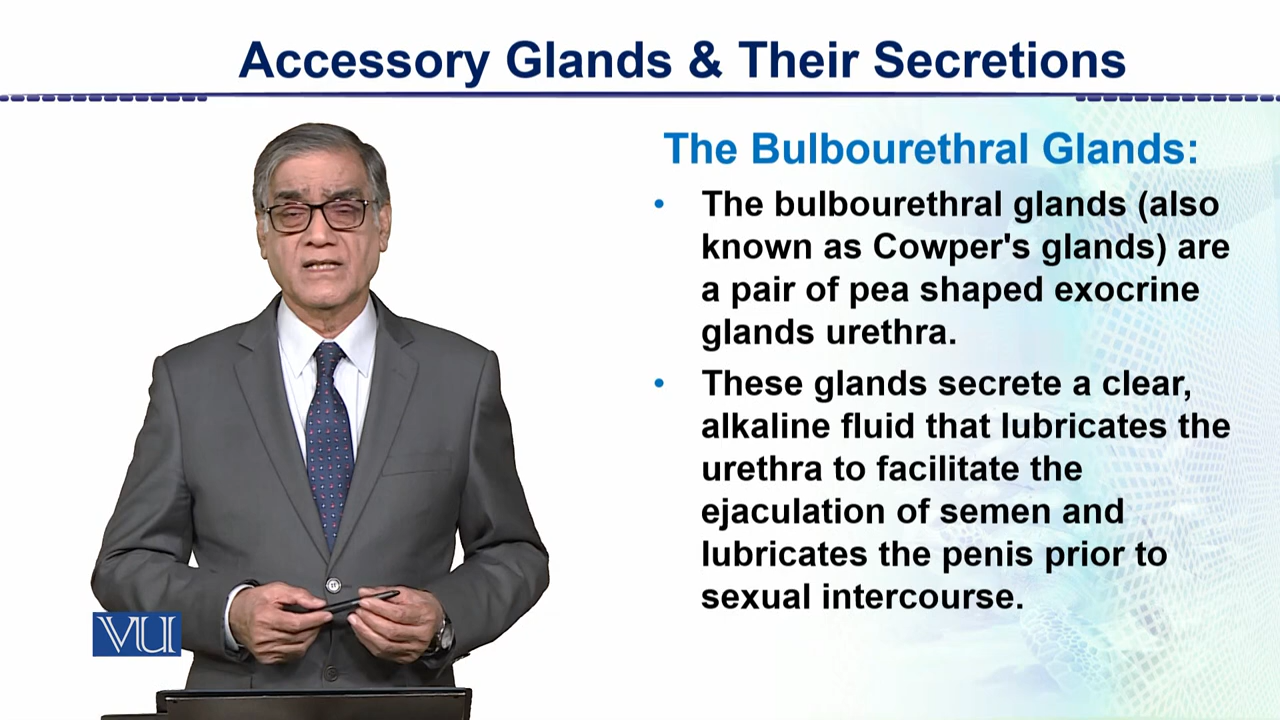 Accessory Glands & Their Secretions
The Bulbourethral Glands:
• The bulbourethral glands (also
known as Cowper's glands) are
a pair of pea shaped exocrine
glands urethra.
• These glands secrete a clear,
alkaline fluid that lubricates the
urethra to facilitate the
ejaculation of semen and
lubricates the penis prior to
sexual intercourse.
VU